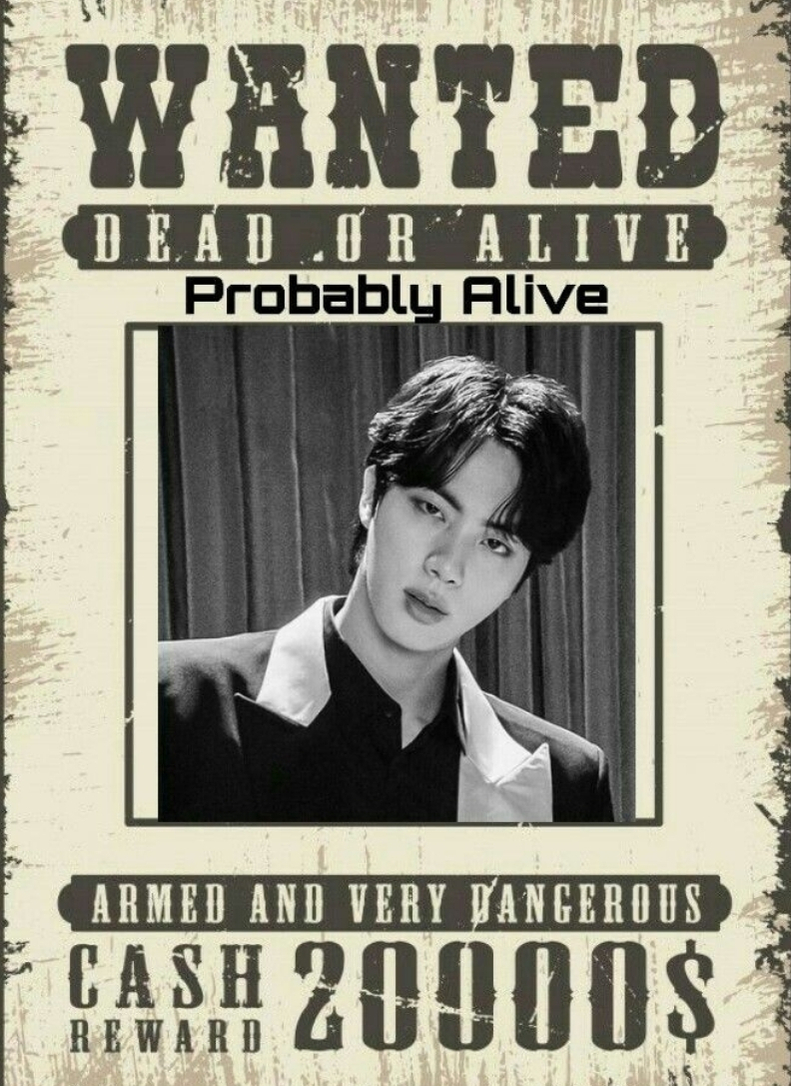 WANTED
DEAD OR ALIVE
Probably Alive
ARMED AND VERY DANGEROUS
CASH
REWARD
20000$